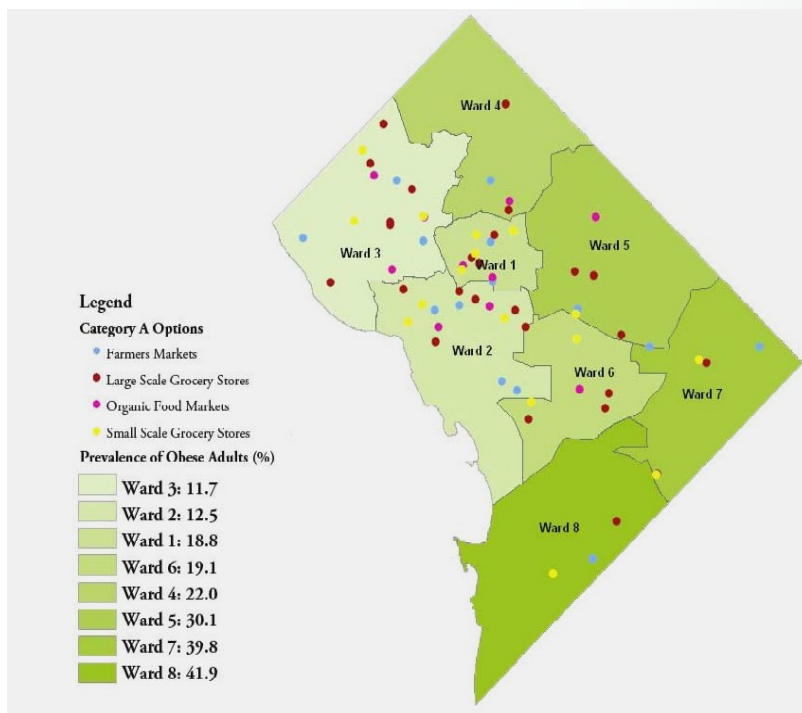 Ward 4
Ward 5
Ward 3
Ward 1
Ward 2
Ward 6
Ward 7
Ward 8
Legend
Category A Options
Farmers Markets
Large Scale Grocery Stores
Organic Food Markets
Small Scale Grocery Stores
Prevalence of Obese Adults (%)
Ward 3: 11.7
Ward 2: 12.5
Ward 1: 18.8
Ward 6: 19.1
Ward 4: 22.0
Ward 5: 30.1
Ward 7: 39.8
Ward 8: 41.9